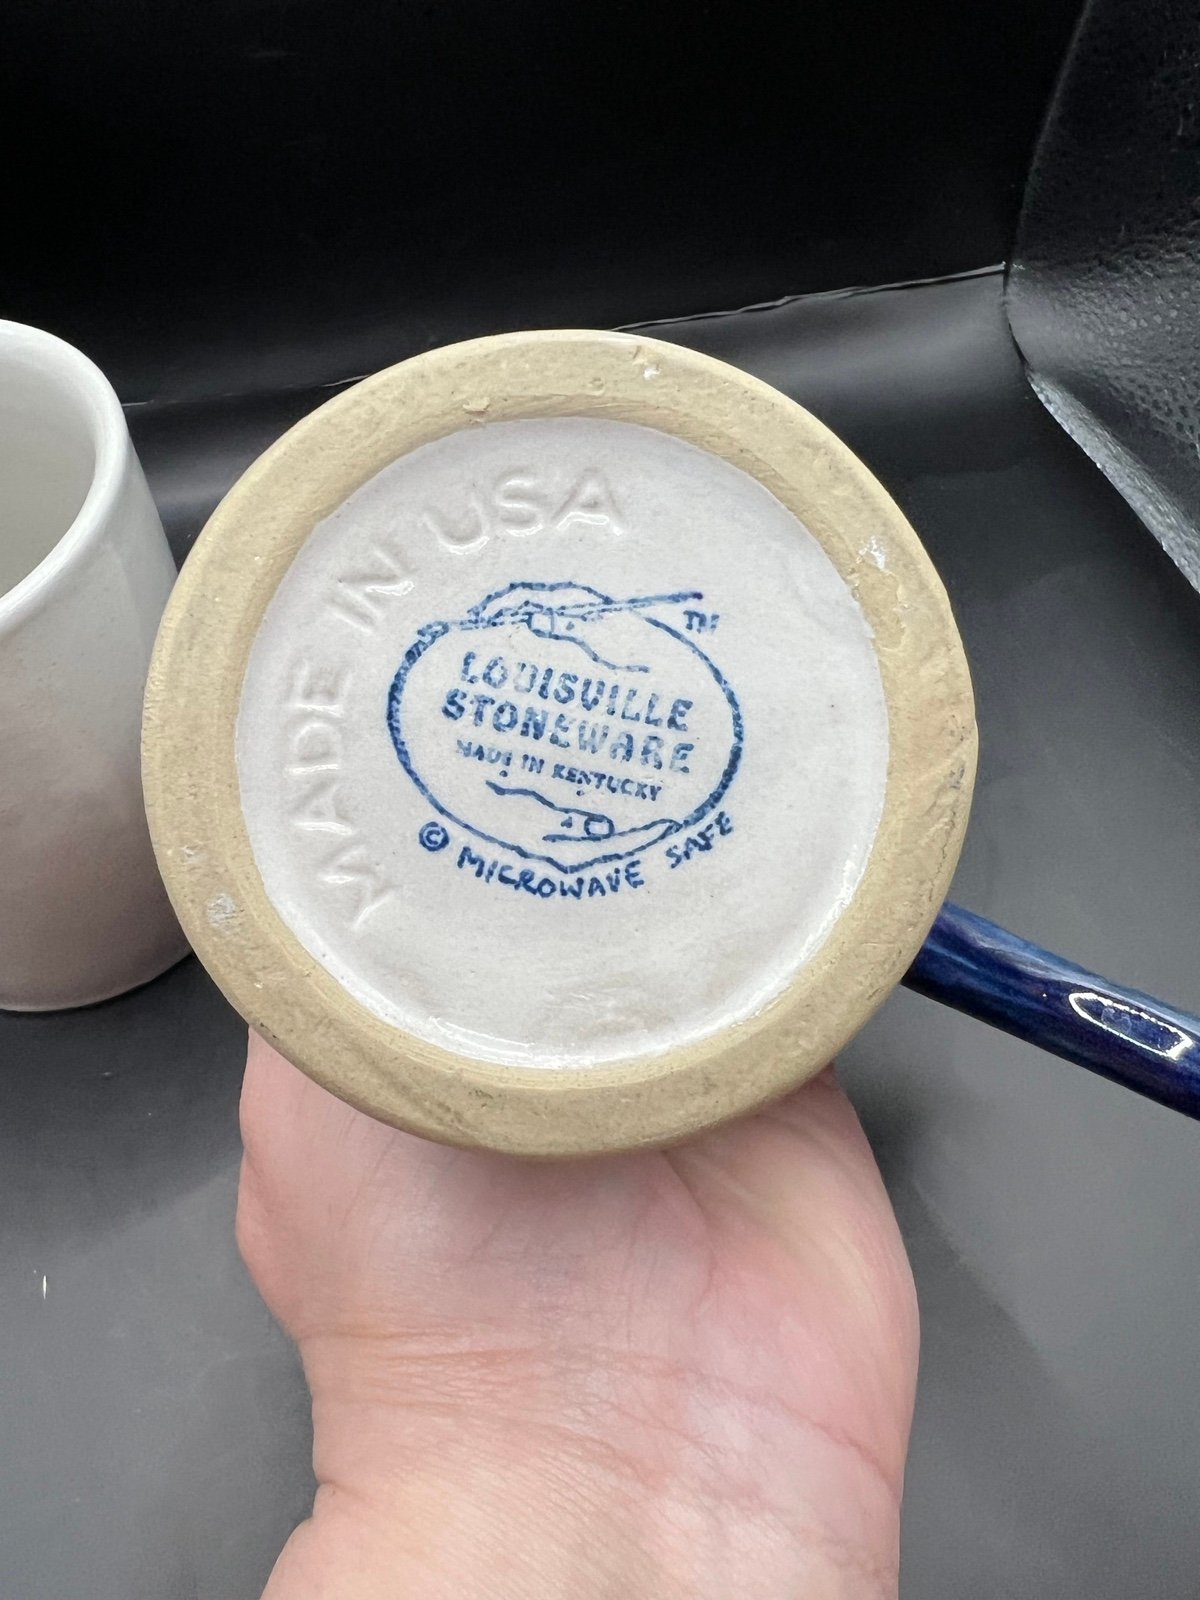 MADE IN USA
TM
LOUISVILLE
STONEWARE
MADE IN KENTUCKY
© MICROWAVE SAFE